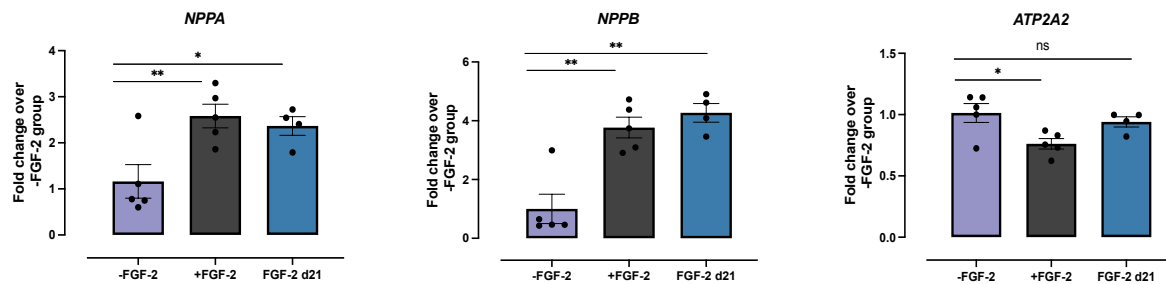 NPPA
Fold change over
-FGF-2 group
4
3
2
1
0
*
**
-FGF-2
+FGF-2
FGF-2 d21
NPPB
Fold change over
-FGF-2 group
6
4
2
0
**
**
-FGF-2
+FGF-2
FGF-2 d21
ATP2A2
Fold change over
-FGF-2 group
1.5
1.0
0.5
0.0
ns
*
-FGF-2
+FGF-2
FGF-2 d21